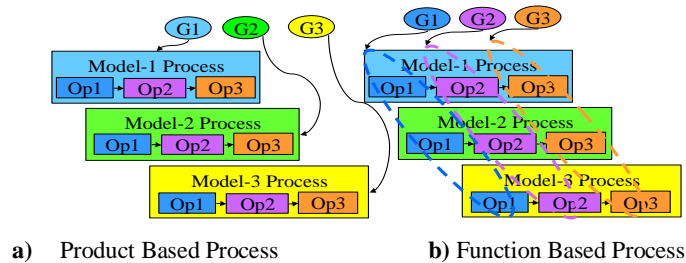 G1 G2 G3
Model-1 Process
Op1 Op2 Op3
Model-2 Process
Op1 Op2 Op3
Model-3 Process
Op1 Op2 Op3
a) Product Based Process
G1 G2 G3
Model-1 Process
Op1 Op2 Op3
Model-2 Process
Op1 Op2 Op3
Model-3 Process
Op1 Op2 Op3
b) Function Based Process